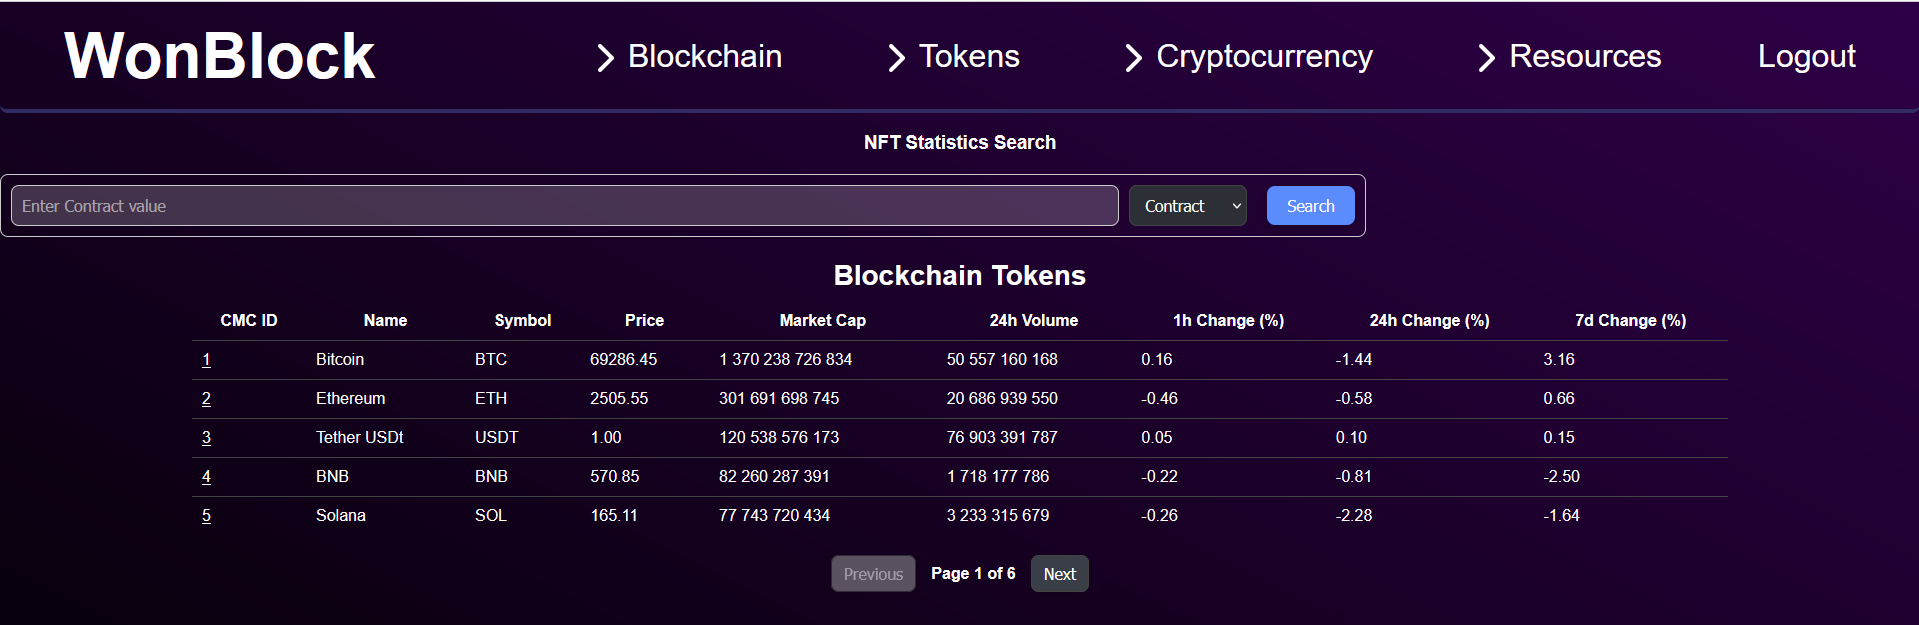 WonBlock Blockchain Tokens Cryptocurrency Resources Logout
NFT Statistics Search
Enter Contract value Contract Search
Blockchain Tokens
CMC ID Name Symbol Price Market Cap 24h Volume 1h Change (%) 24h Change (%) 7d Change (%)
1 Bitcoin BTC 69286.45 1 370 238 726 834 50 557 160 168 0.16 -1.44 3.16
2 Ethereum ETH 2505.55 301 691 698 745 20 686 939 550 -0.46 -0.58 0.66
3 Tether USDt USDT 1.00 120 538 576 173 76 903 391 787 0.05 0.10 0.15
4 BNB BNB 570.85 82 260 287 391 1 718 177 786 -0.22 -0.81 -2.50
5 Solana SOL 165.11 77 743 720 434 3 233 315 679 -0.26 -2.28 -1.64
Previous Page 1 of 6 Next